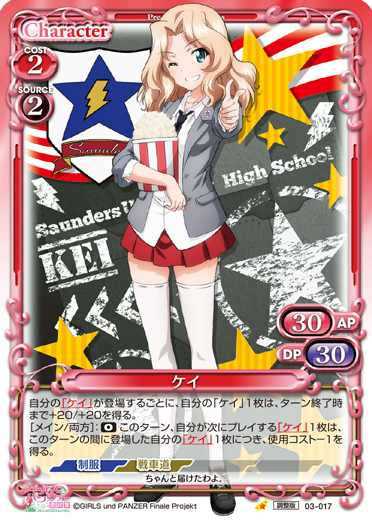 Character
COST
2
SOURCE
2
Saunders U
High School
KEI
30 AP
DP 30
ケイ
自分の「ケイ」が登場するごとに、自分の「ケイ」1枚は、ターン終了時
まで+20/+20を得る。
[メイン/両方]:0 このターン、自分が次にプレイする「ケイ」1枚は、
このターンの間に登場した自分の「ケイ」1枚につき、使用コスト-1を
得る。
制服 戦車道
ちゃんと届けたわよ。
©GIRLS und PANZER Finale Projekt 調整版 03-017